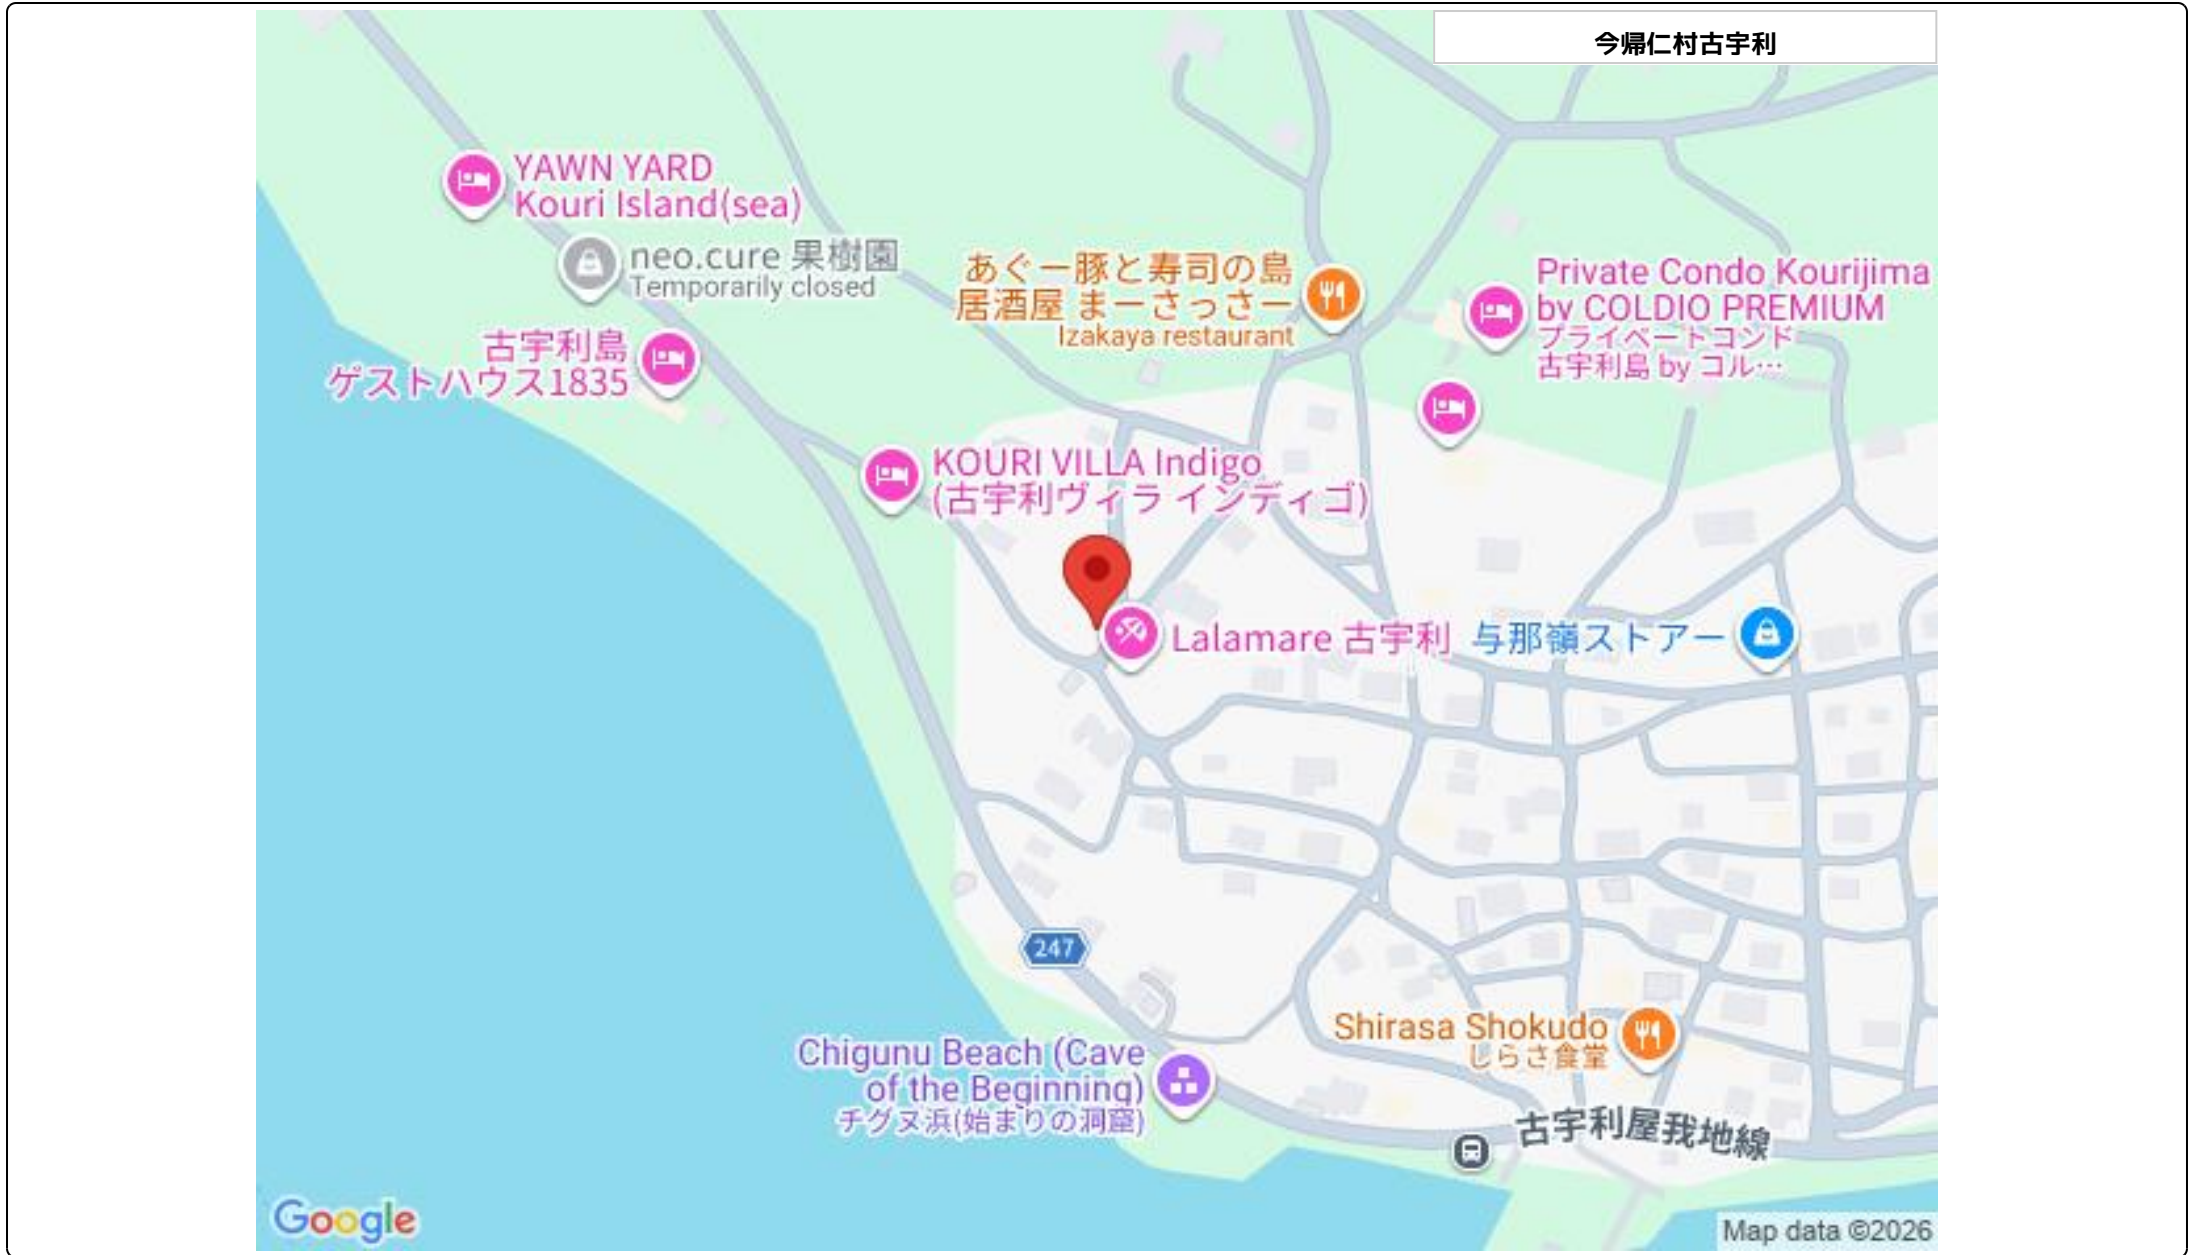 今帰仁村古宇利
YAWN YARD
Kouri Island(sea)
neo.cure 果樹園
Temporarily closed
あぐー豚と寿司の島
居酒屋 まーさっさー
Izakaya restaurant
Private Condo Kourijima
by COLDIO PREMIUM
プライベートコンド
古宇利島 by コル…
古宇利島
ゲストハウス1835
KOURI VILLA Indigo
(古宇利ヴィラ インディゴ)
Lalamare 古宇利
与那嶺ストアー
247
Shirasa Shokudo
しらさ食堂
Chigunu Beach (Cave
of the Beginning)
チグヌ浜(始まりの洞窟)
古宇利屋我地線
Google
Map data ©2026